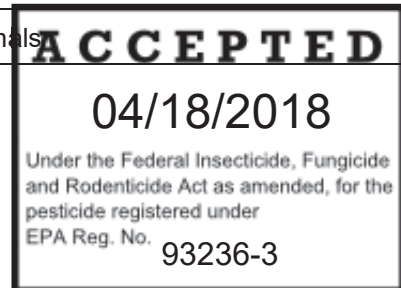 nals
ACCEPTED
04/18/2018
Under the Federal Insecticide, Fungicide
and Rodenticide Act as amended, for the
pesticide registered under
EPA Reg. No. 93236-3